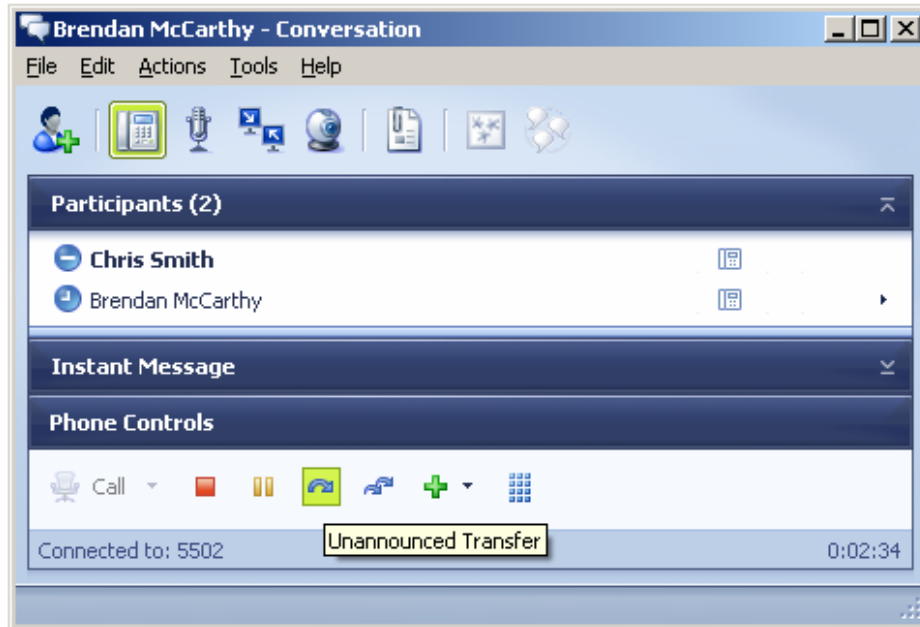 Brendan McCarthy - Conversation
File Edit Actions Tools Help
Participants (2)
Chris Smith
Brendan McCarthy
Instant Message
Phone Controls
Call
Unannounced Transfer
Connected to: 5502 0:02:34